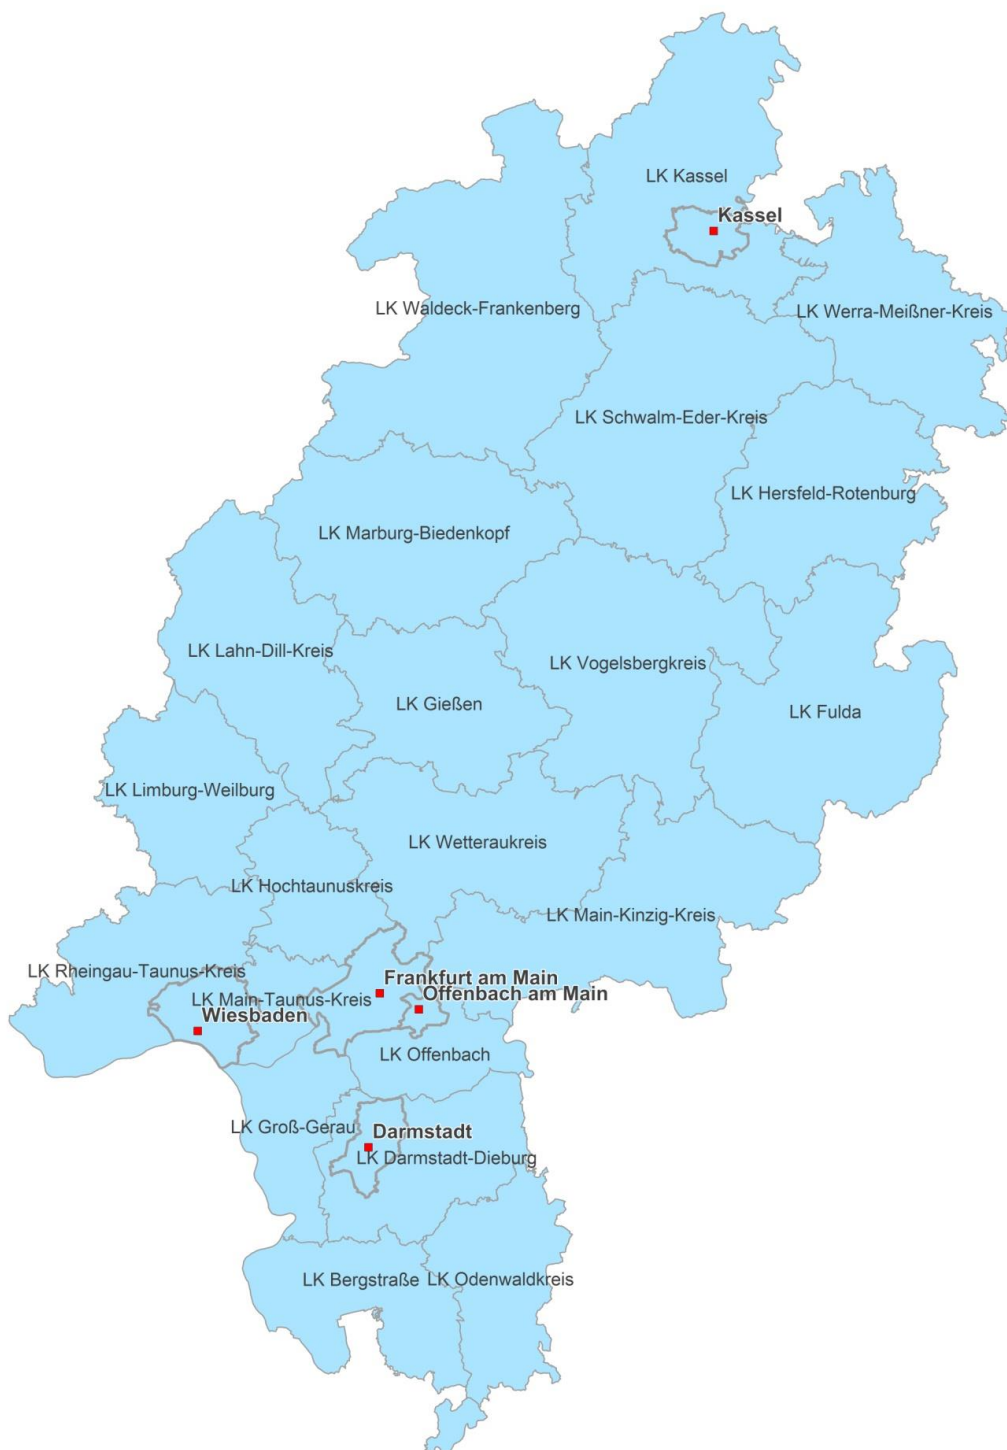 LK Kassel
Kassel
LK Waldeck-Frankenberg
LK Werra-Meißner-Kreis
LK Schwalm-Eder-Kreis
LK Hersfeld-Rotenburg
LK Marburg-Biedenkopf
LK Lahn-Dill-Kreis
LK Vogelsbergkreis
LK Gießen
LK Fulda
LK Limburg-Weilburg
LK Wetteraukreis
LK Hochtaunuskreis
LK Main-Kinzig-Kreis
LK Rheingau-Taunus-Kreis
Frankfurt am Main
LK Main-Taunus-Kreis
Offenbach am Main
Wiesbaden
LK Offenbach
LK Groß-Gerau
Darmstadt
LK Darmstadt-Dieburg
LK Bergstraße
LK Odenwaldkreis